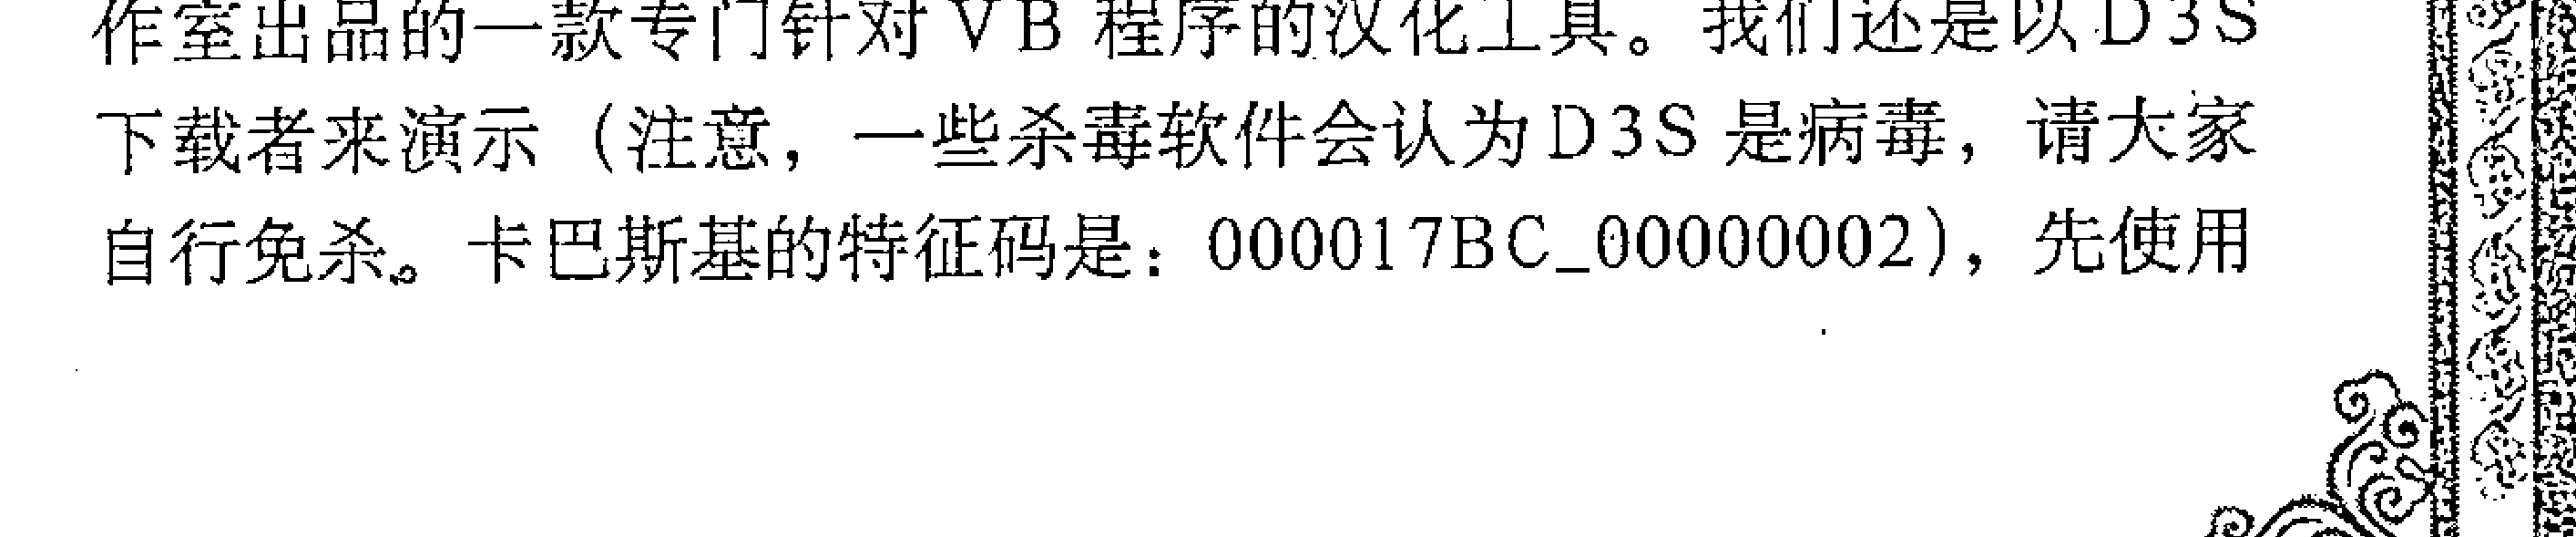 作室出品的一款专门针对VB 程序的汉化工具。我们还是以D3S
下载者来演示（注意，一些杀毒软件会认为D3S 是病毒，请大家
自行免杀。卡巴斯基的特征码是：000017BC_00000002），先使用